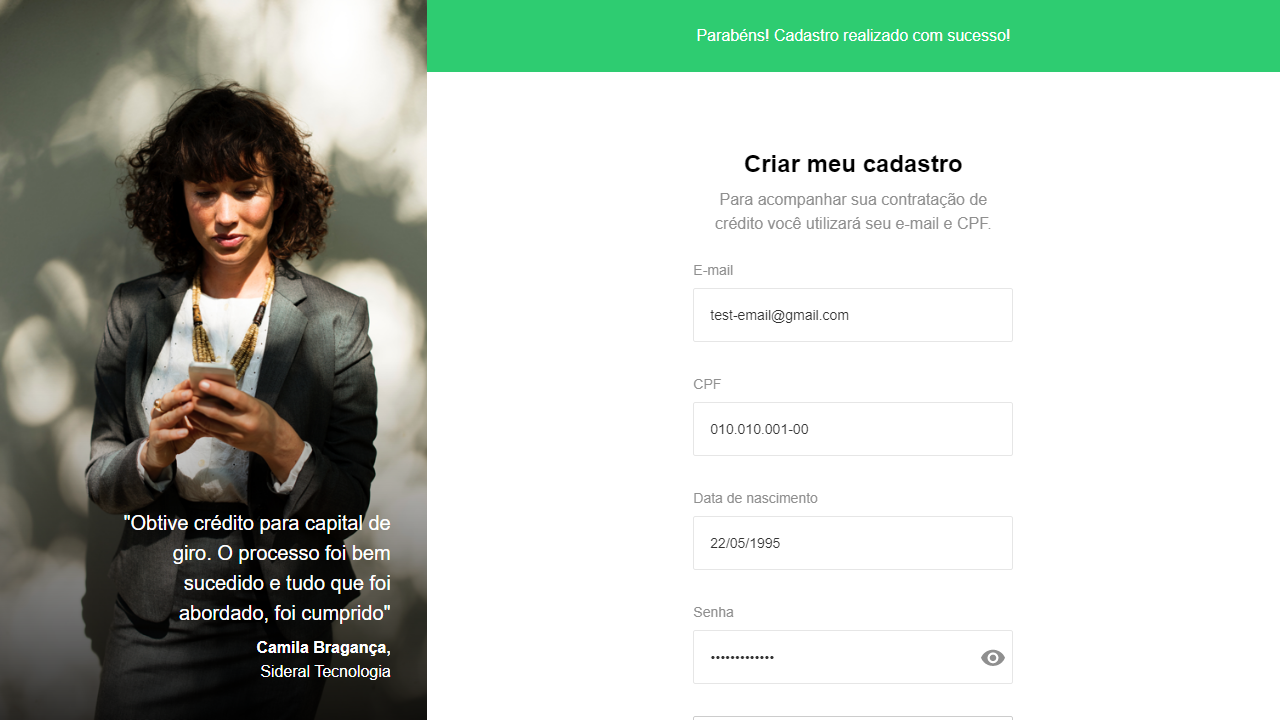 "Obtive crédito para capital de
giro. O processo foi bem
sucedido e tudo que foi
abordado, foi cumprido"
Camila Bragança,
Sideral Tecnologia
Parabéns! Cadastro realizado com sucesso!
Criar meu cadastro
Para acompanhar sua contratação de
crédito você utilizará seu e-mail e CPF.
E-mail
test-email@gmail.com
CPF
010.010.001-00
Data de nascimento
22/05/1995
Senha
•••••••••••••